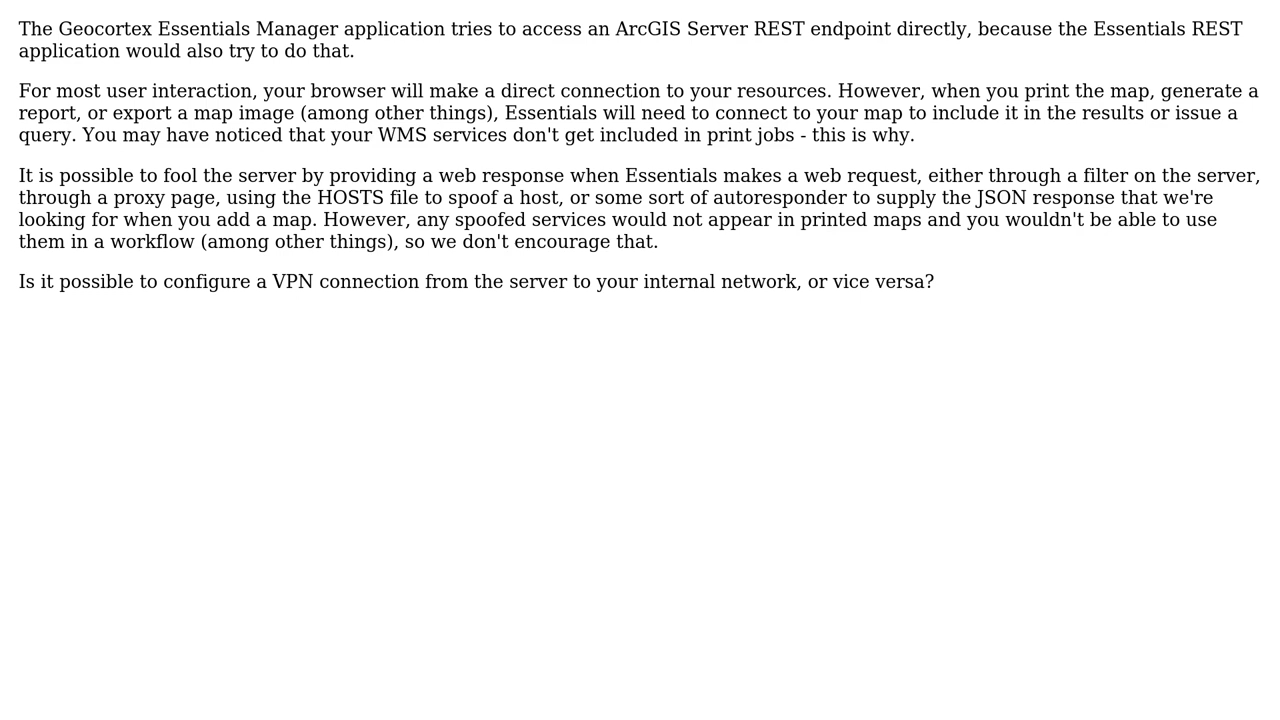 The Geocortex Essentials Manager application tries to access an ArcGIS Server REST endpoint directly, because the Essentials REST
application would also try to do that.
For most user interaction, your browser will make a direct connection to your resources. However, when you print the map, generate a
report, or export a map image (among other things), Essentials will need to connect to your map to include it in the results or issue a
query. You may have noticed that your WMS services don't get included in print jobs - this is why.
It is possible to fool the server by providing a web response when Essentials makes a web request, either through a filter on the server,
through a proxy page, using the HOSTS file to spoof a host, or some sort of autoresponder to supply the JSON response that we're
looking for when you add a map. However, any spoofed services would not appear in printed maps and you wouldn't be able to use
them in a workflow (among other things), so we don't encourage that.
Is it possible to configure a VPN connection from the server to your internal network, or vice versa?